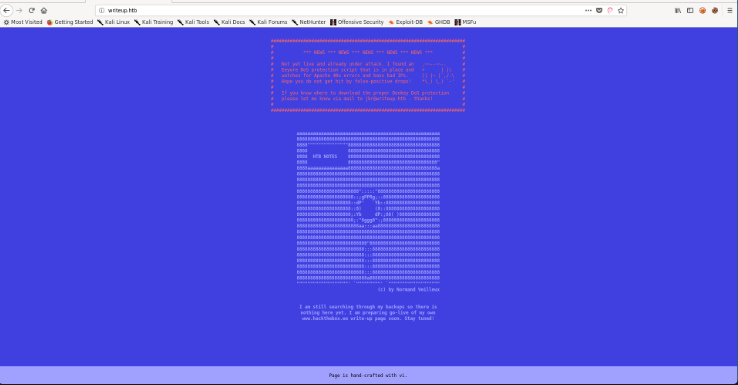 writeup.htb
Most Visited Getting Started Kali Linux Kali Training Kali Tools Kali Docs Kali Forums NetHunter Offensive Security Exploit-DB GHDB MSFu
*** NEWS *** NEWS *** NEWS *** NEWS *** NEWS ***
Not yet live and already under attack. I found an
Eeyore DoS protection script that is in place and
watches for Apache 40x errors and bans bad IPs.
Hope you do not get hit by false-positive drops!
If you know where to download the proper Donkey DoS protection
please let me know via mail to jkr@writeup.htb - thanks!
HTB NOTES
(c) by Normand Veilleux
I am still searching through my backups so there is
nothing here yet. I am preparing go-live of my own
www.hackthebox.eu write-up page soon. Stay tuned!
Page is hand-crafted with vi.